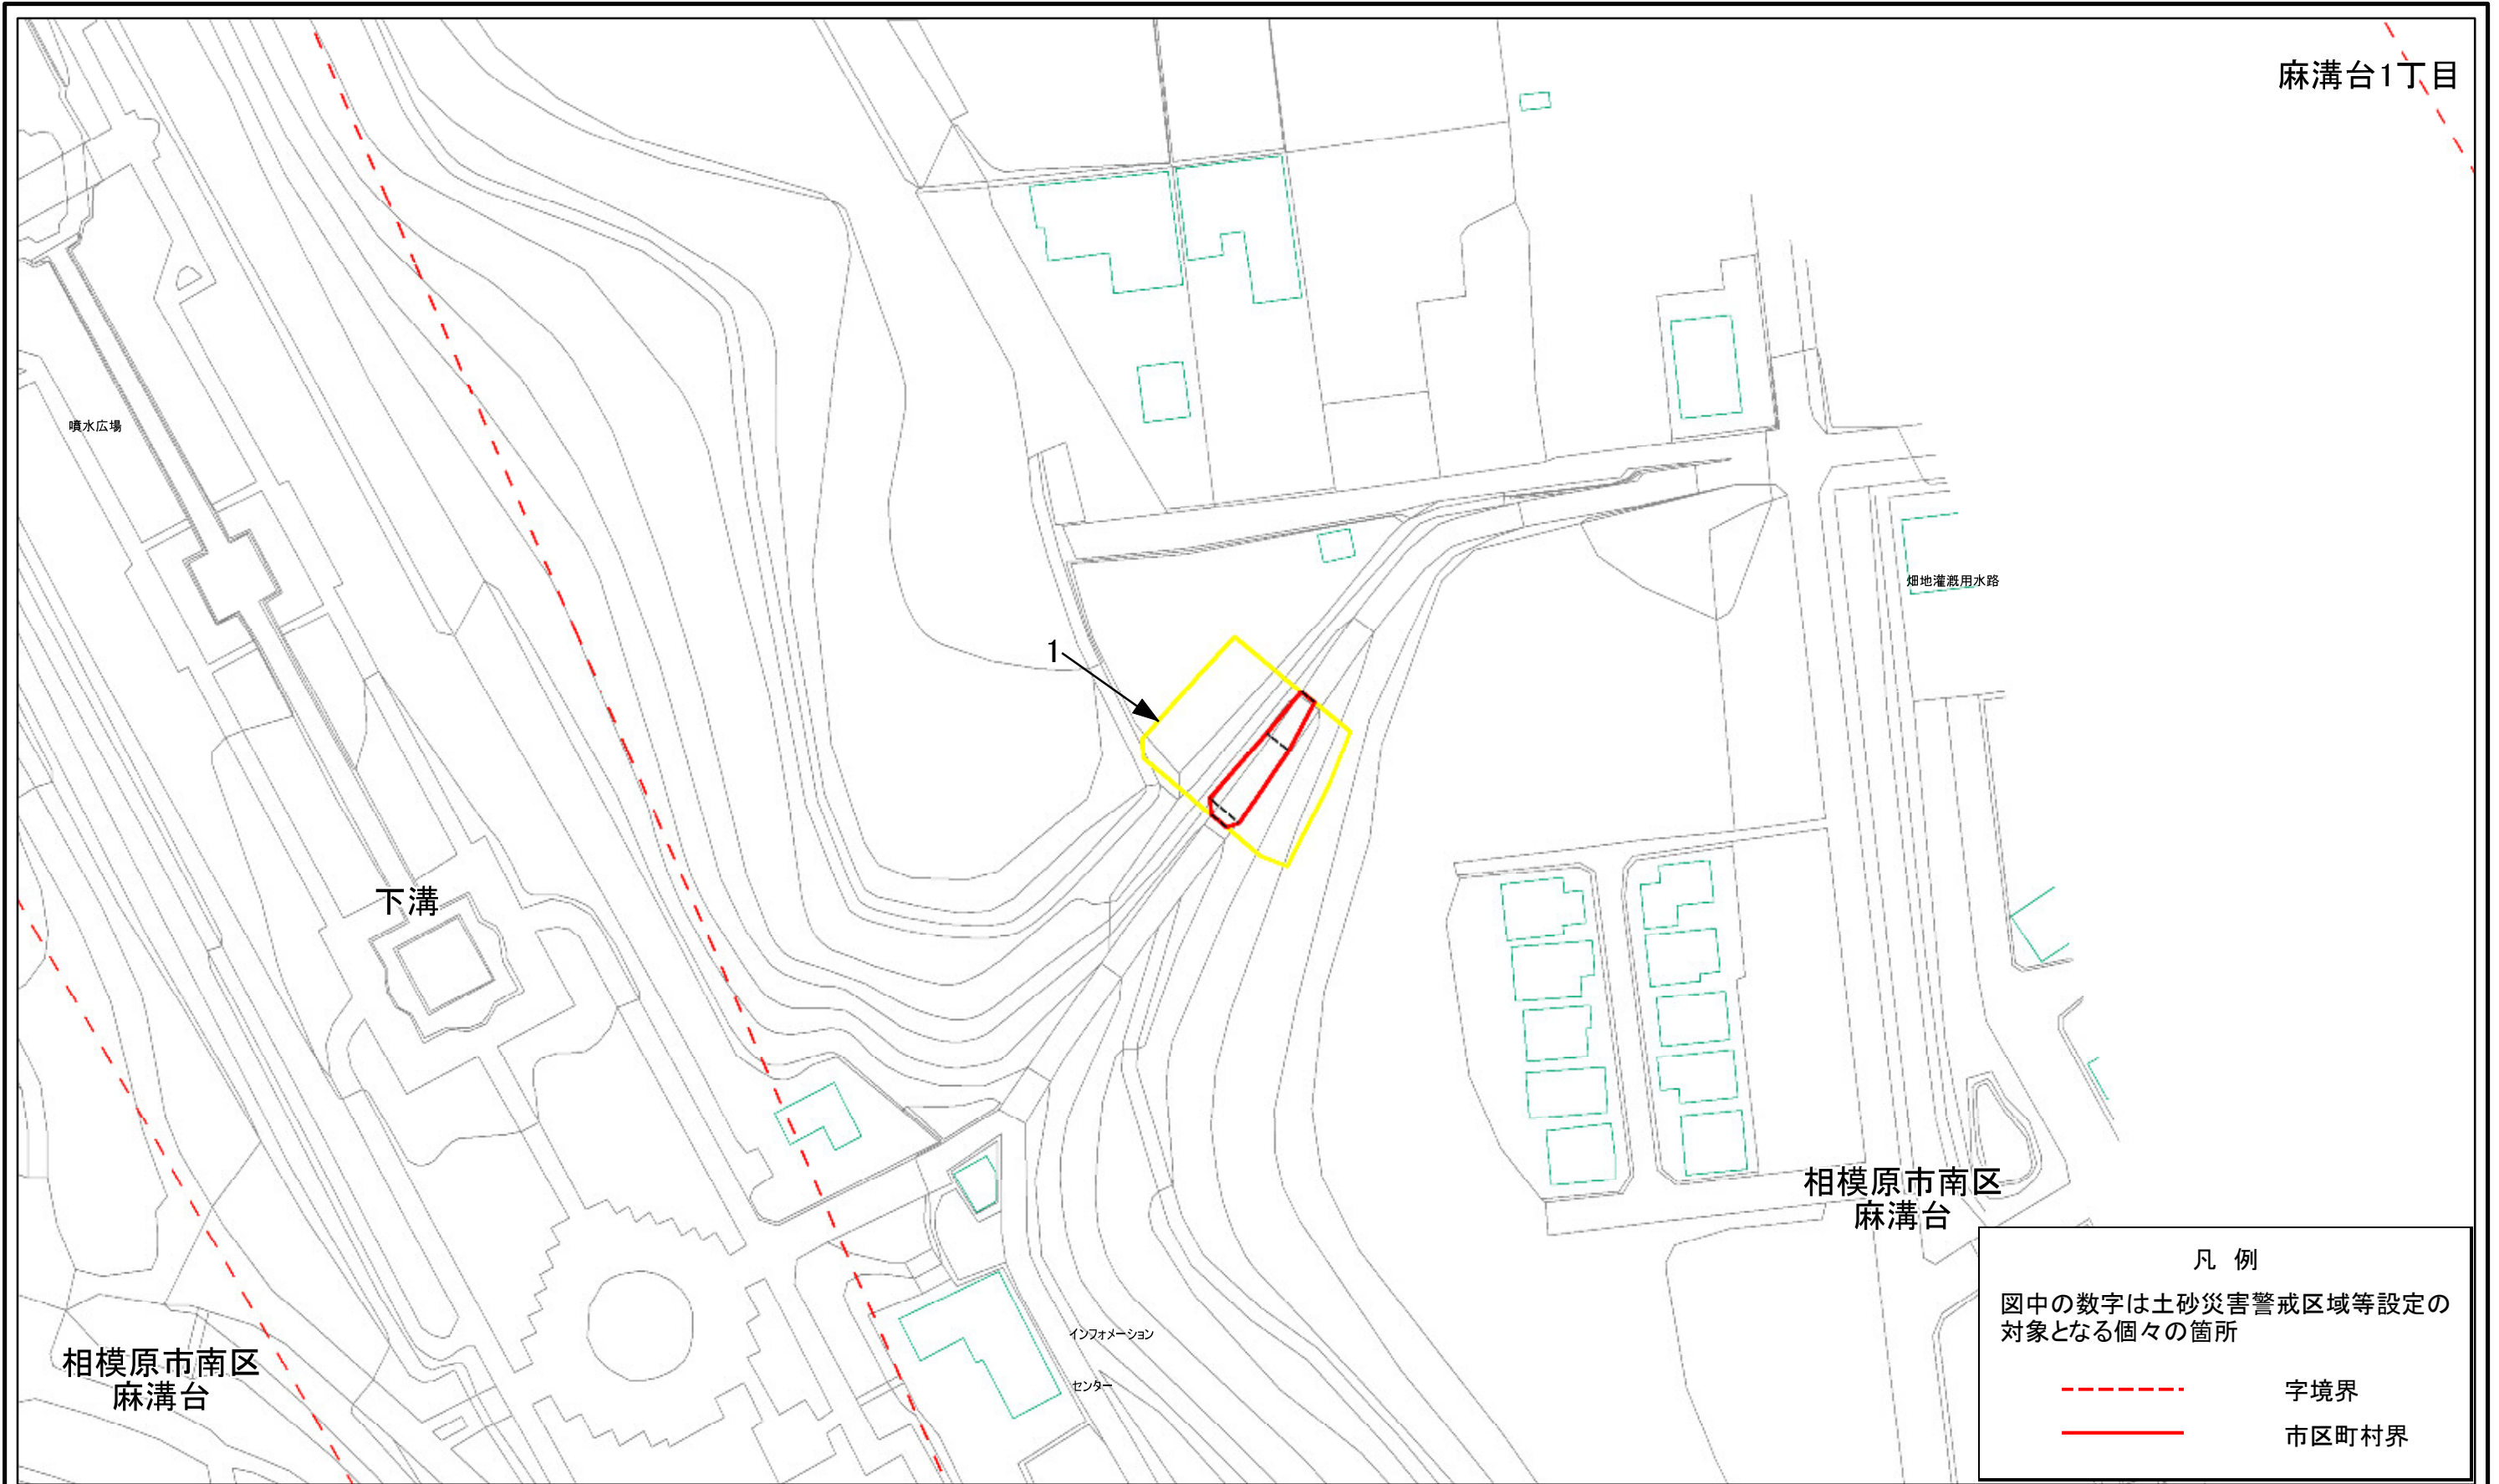 麻溝台1丁目
噴水広場
畑地灌漑用水路
1
下溝
相模原市南区
麻溝台
凡 例
図中の数字は土砂災害警戒区域等設定の
対象となる個々の箇所
字境界
市区町村界
インフォメーション
センター
相模原市南区
麻溝台